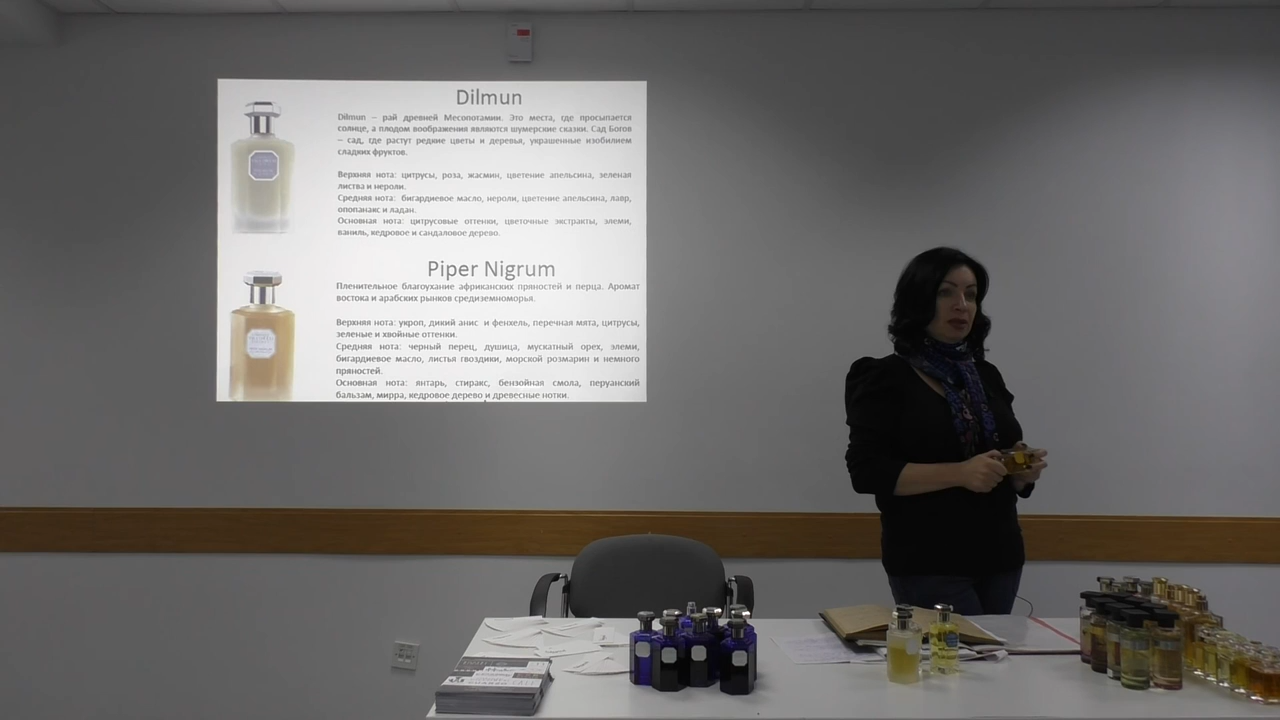 Dilmun
Dilmun – рай древней Месопотамии. Это места, где просыпается
солнце, а плодом воображения являются шумерские сказки. Сад Богов
– сад, где растут редкие цветы и деревья, украшенные изобилием
сладких фруктов.
Верхняя нота: цитрусы, роза, жасмин, цветение апельсина, зеленая
листва и нероли.
Средняя нота: бигардиевое масло, нероли, цветение апельсина, лавр,
опопанакс и ладан.
Основная нота: цитрусовые оттенки, цветочные экстракты, элеми,
ваниль, кедровое и сандаловое дерево.
Piper Nigrum
Пленительное благоухание африканских пряностей и перца. Аромат
востока и арабских рынков средиземноморья.
Верхняя нота: укроп, дикий анис и фенхель, перечная мята, цитрусы,
зеленые и хвойные оттенки.
Средняя нота: черный перец, душица, мускатный орех, элеми,
бигардиевое масло, листья гвоздики, морской розмарин и немного
пряностей.
Основная нота: янтарь, стиракс, бензойная смола, перуанский
бальзам, мирра, кедровое дерево и древесные нотки.